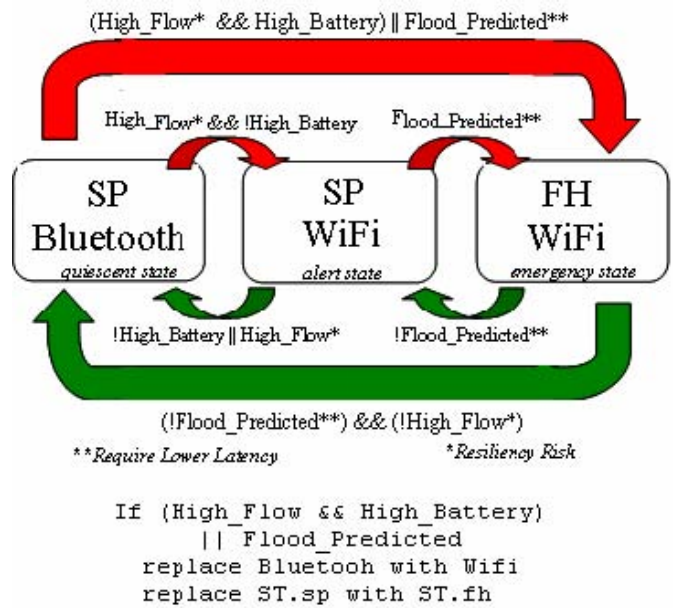 (High_Flow* && High_Battery) || Flood_Predicted**
High_Flow* && !High_Battery
Flood_Predicted**
SP
Bluetooth
quiescent state
SP
WiFi
alert state
FH
WiFi
emergency state
!High_Battery || High_Flow*
!Flood_Predicted**
(!Flood_Predicted**) && (!High_Flow*)
**Require Lower Latency
*Resiliency Risk
If (High_Flow && High_Battery)
|| Flood_Predicted
replace Bluetooh with Wifi
replace ST.sp with ST.fh